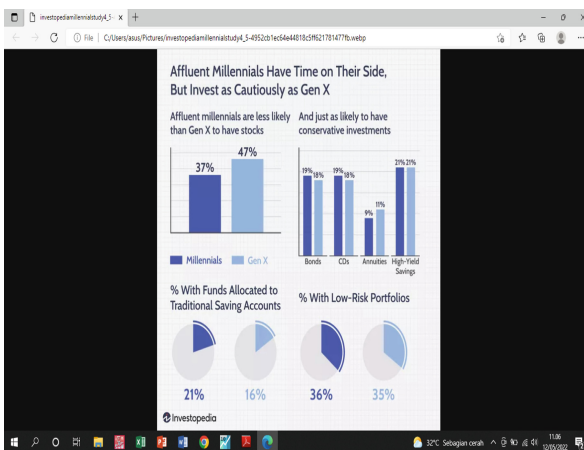 investopediamillennialstudy4_5-
File
C:/Users/asus/Pictures/investopediamillennialstudy4_5-4952cb1ec64e44818c5ff621781477fb.webp
Affluent Millennials Have Time on Their Side,
But Invest as Cautiously as Gen X
Affluent millennials are less likely
than Gen X to have stocks
37%
47%
Millennials
Gen X
And just as likely to have
conservative investments
19% 18% 19% 18% 9% 11% 21% 21%
Bonds CDs Annuities High-Yield
Savings
% With Funds Allocated to
Traditional Saving Accounts
21% 16%
% With Low-Risk Portfolios
36% 35%
Investopedia
32°C Sebagian cerah
11.06
12/05/2022